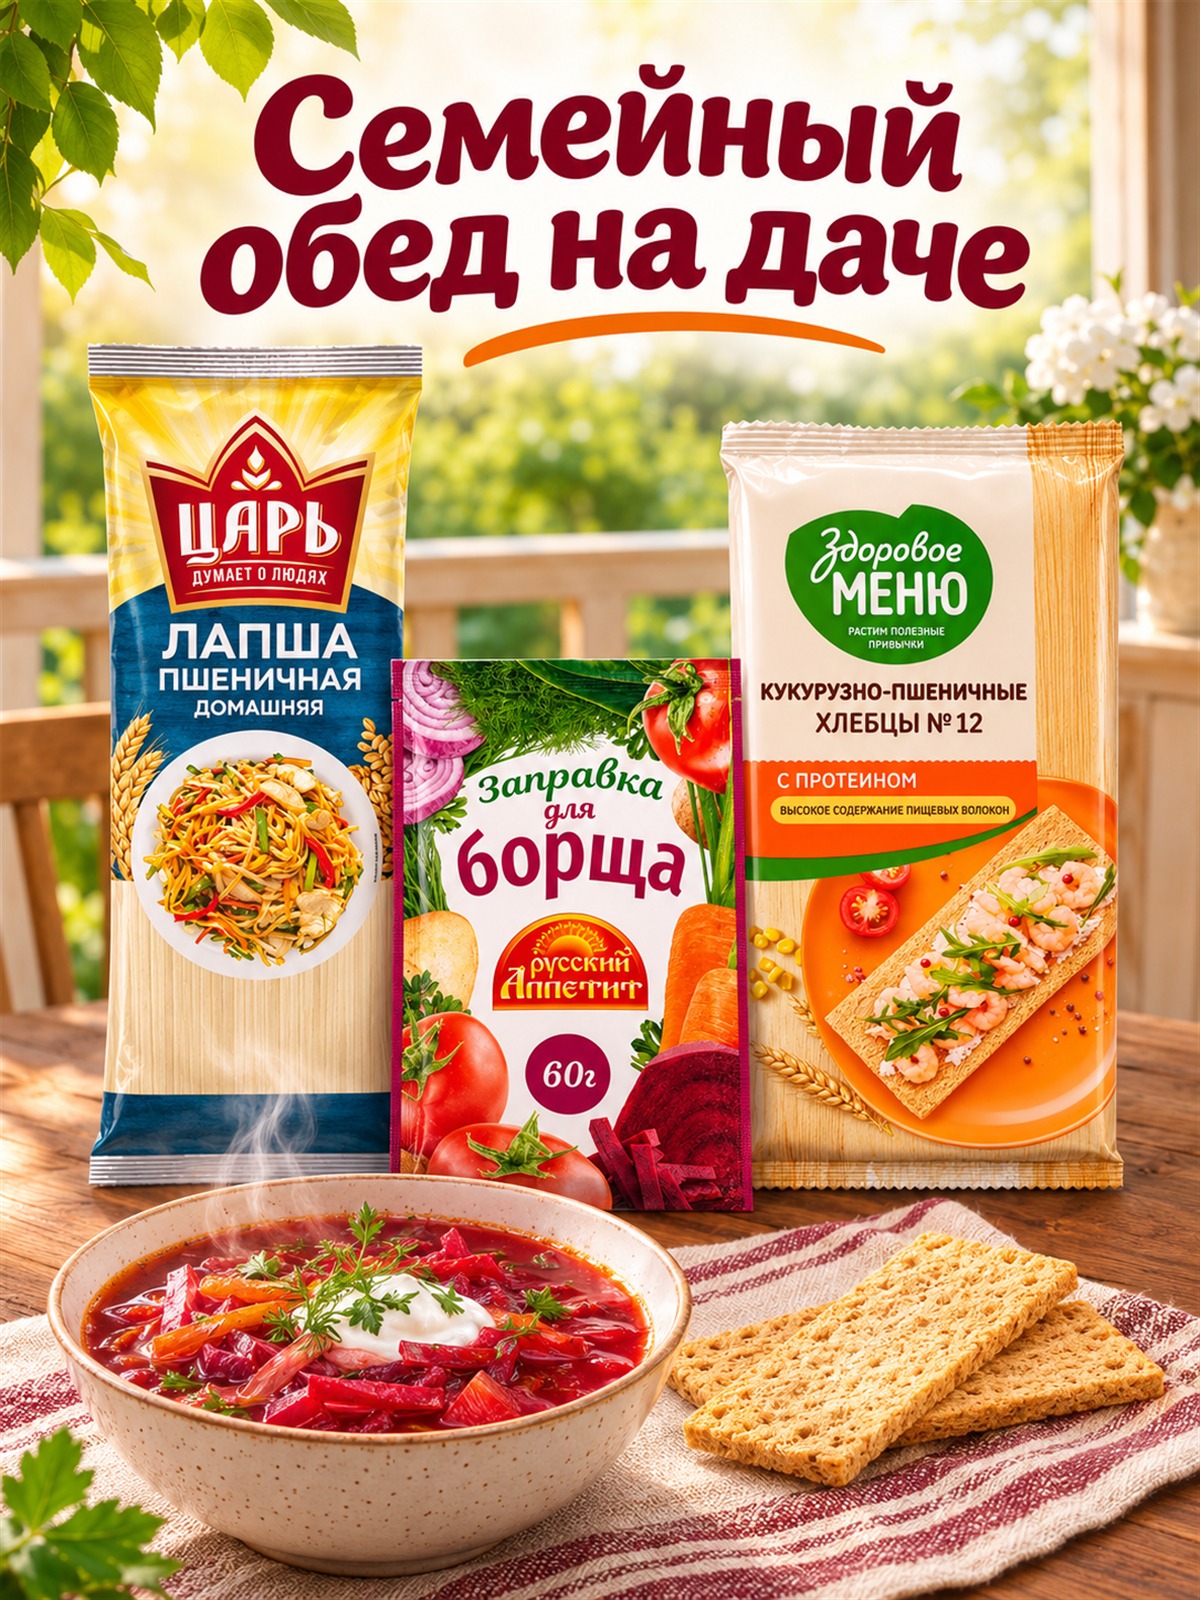 Семейный
обед на даче
ЦАРЬ
ДУМАЕТ О ЛЮДЯХ
ЛАПША
ПШЕНИЧНАЯ
ДОМАШНЯЯ
Заправка
для
борща
русский
Аппетит
60г
Здоровое
МЕНЮ
РАСТИМ ПОЛЕЗНЫЕ
ПРИВЫЧКИ
КУКУРУЗНО-ПШЕНИЧНЫЕ
ХЛЕБЦЫ № 12
С ПРОТЕИНОМ
ВЫСОКОЕ СОДЕРЖАНИЕ ПИЩЕВЫХ ВОЛОКОН